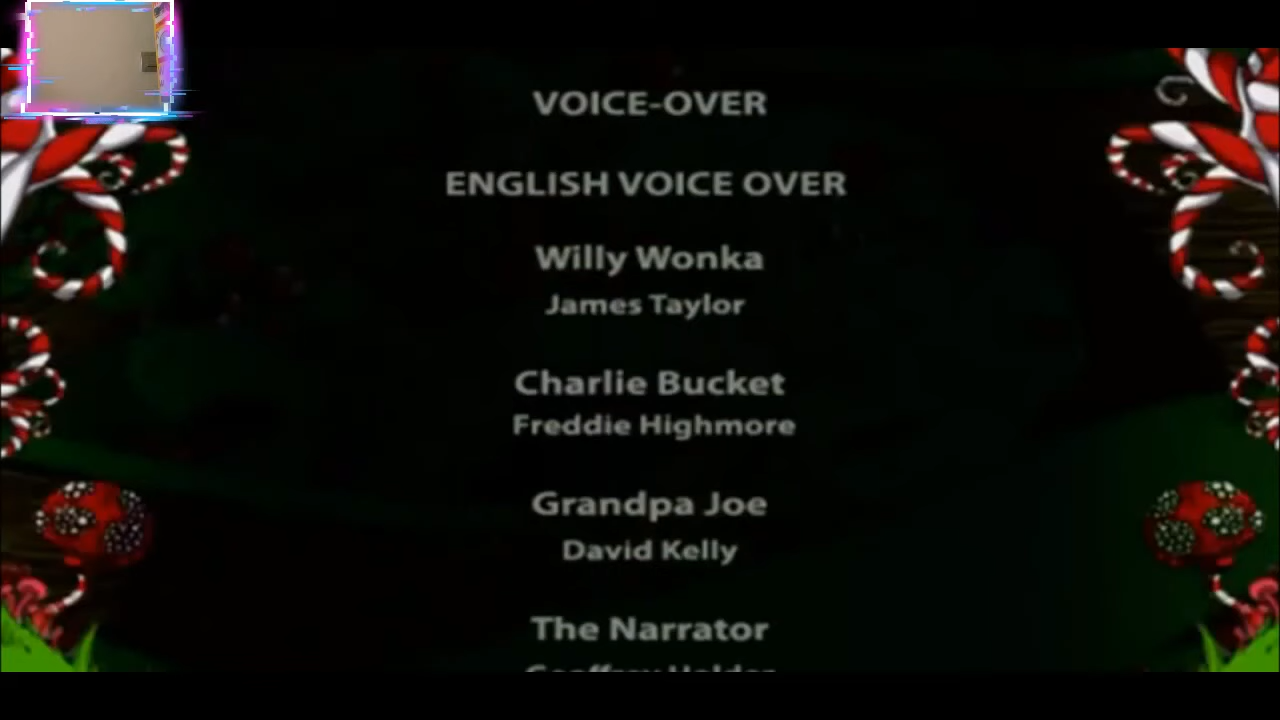 VOICE-OVER
ENGLISH VOICE OVER
Willy Wonka
James Taylor
Charlie Bucket
Freddie Highmore
Grandpa Joe
David Kelly
The Narrator